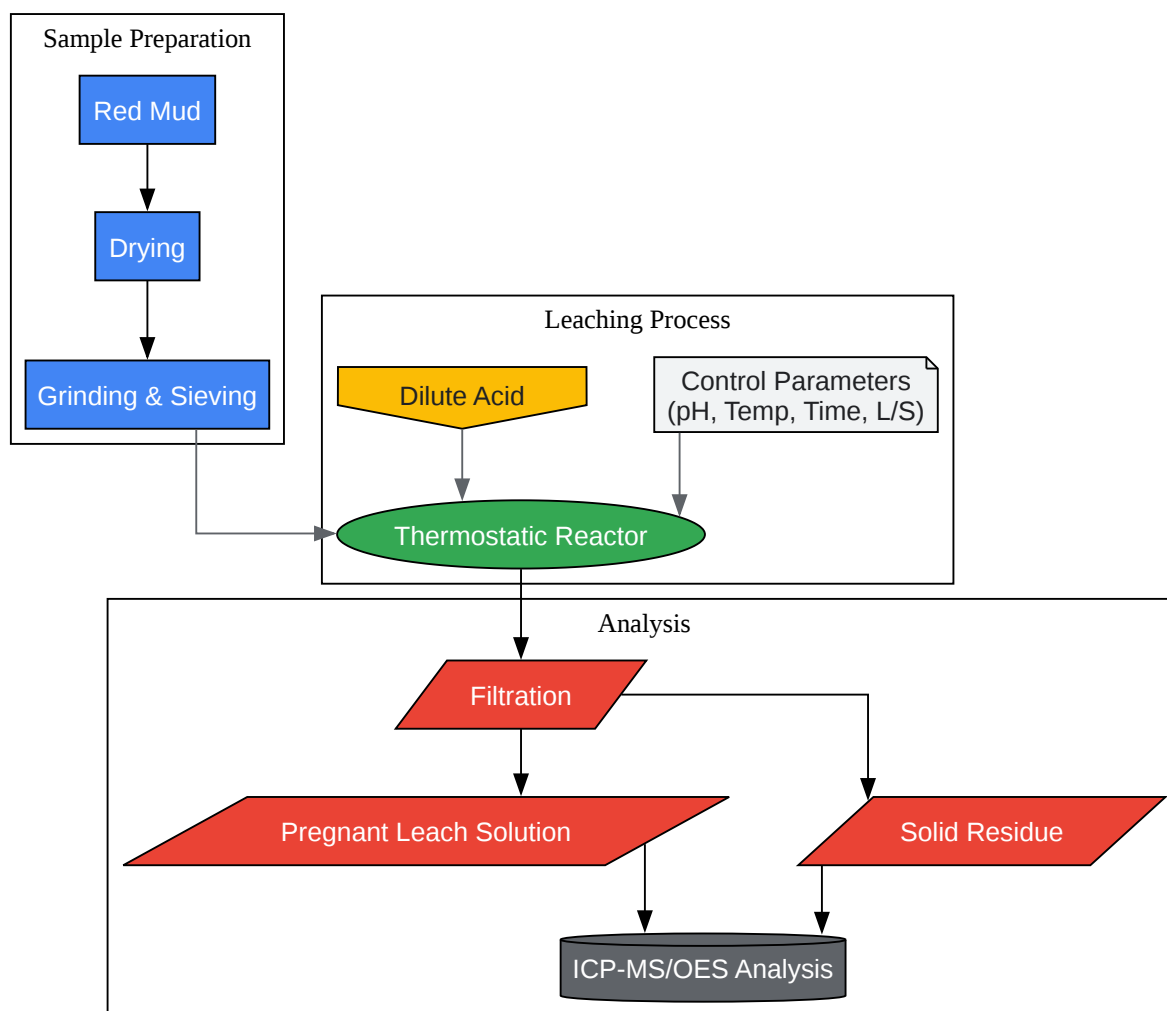 Sample Preparation
Red Mud
Drying
Grinding & Sieving
Leaching Process
Dilute Acid
Control Parameters
(pH, Temp, Time, L/S)
Thermostatic Reactor
Analysis
Filtration
Pregnant Leach Solution
Solid Residue
ICP-MS/OES Analysis